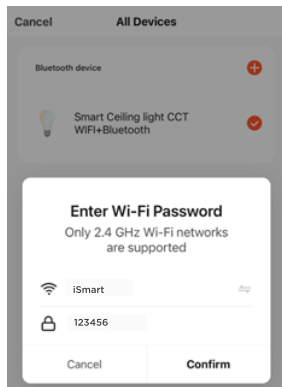 Cancel All Devices
Bluetooth device
Smart Ceiling light CCT
WIFI+Bluetooth
Enter Wi-Fi Password
Only 2.4 GHz Wi-Fi networks
are supported
iSmart
123456
Cancel Confirm